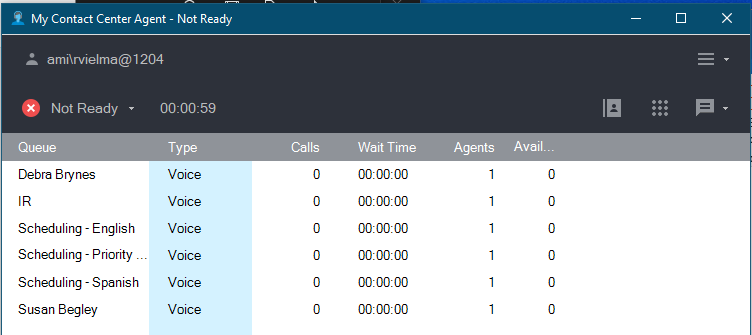 My Contact Center Agent - Not Ready
ami\rvielma@1204
Not Ready 00:00:59
Queue Type Calls Wait Time Agents Avail...
Debra Brynes Voice 0 00:00:00 1 0
IR Voice 0 00:00:00 1 0
Scheduling - English Voice 0 00:00:00 1 0
Scheduling - Priority ... Voice 0 00:00:00 1 0
Scheduling - Spanish Voice 0 00:00:00 1 0
Susan Begley Voice 0 00:00:00 1 0